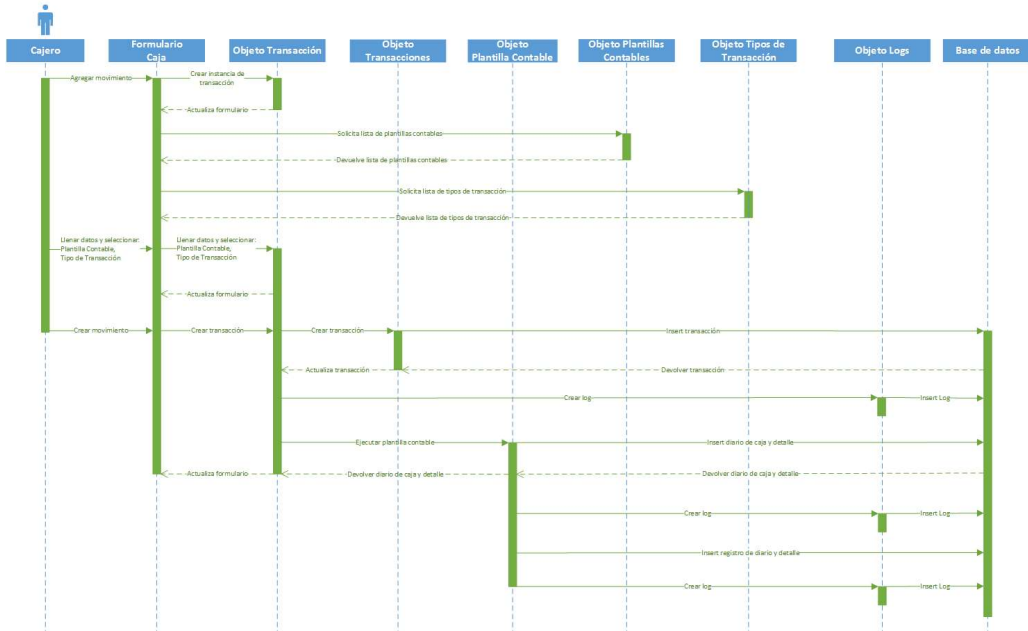 Cajero
Formulario
Caja
Objeto Transacción
Objeto
Transacciones
Objeto
Plantilla Contable
Objeto Plantillas
Contables
Objeto Tipos de
Transacción
Objeto Logs
Base de datos
Agregar movimiento
Crear instancia de
transacción
Actualiza formulario
Solicita lista de plantillas contables
Devuelve lista de plantillas contables
Solicita lista de tipos de transacción
Devuelve lista de tipos de transacción
Llenar datos y seleccionar:
Plantilla Contable,
Tipo de Transacción
Llenar datos y seleccionar:
Plantilla Contable,
Tipo de Transacción
Actualiza formulario
Crear movimiento
Crear transacción
Crear transacción
Insert transacción
Actualiza transacción
Devolver transacción
Crear log
Insert Log
Ejecutar plantilla contable
Insert diario de caja y detalle
Actualiza formulario
Devolver diario de caja y detalle
Devolver diario de caja y detalle
Crear log
Insert Log
Insert registro de diario y detalle
Crear log
Insert Log